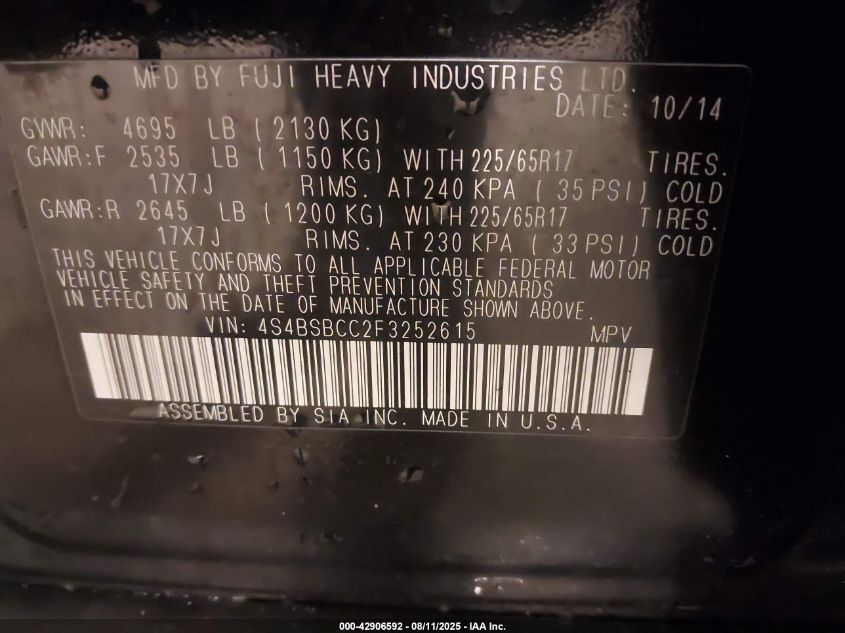 MFD BY FUJI HEAVY INDUSTRIES LTD.
DATE: 10/14
GVWR: 4695 LB ( 2130 KG)
GAWR:F 2535 LB ( 1150 KG) WITH 225/65R17 TIRES.
17X7J RIMS. AT 240 KPA ( 35 PSI) COLD
GAWR:R 2645 LB ( 1200 KG) WITH 225/65R17 TIRES.
17X7J RIMS. AT 230 KPA ( 33 PSI) COLD
THIS VEHICLE CONFORMS TO ALL APPLICABLE FEDERAL MOTOR
VEHICLE SAFETY AND THEFT PREVENTION STANDARDS
IN EFFECT ON THE DATE OF MANUFACTURE SHOWN ABOVE.
VIN: 4S4BSBCC2F3252615 MPV
ASSEMBLED BY SIA INC. MADE IN U.S.A.
000-42906592 - 08/11/2025 - IAA Inc.